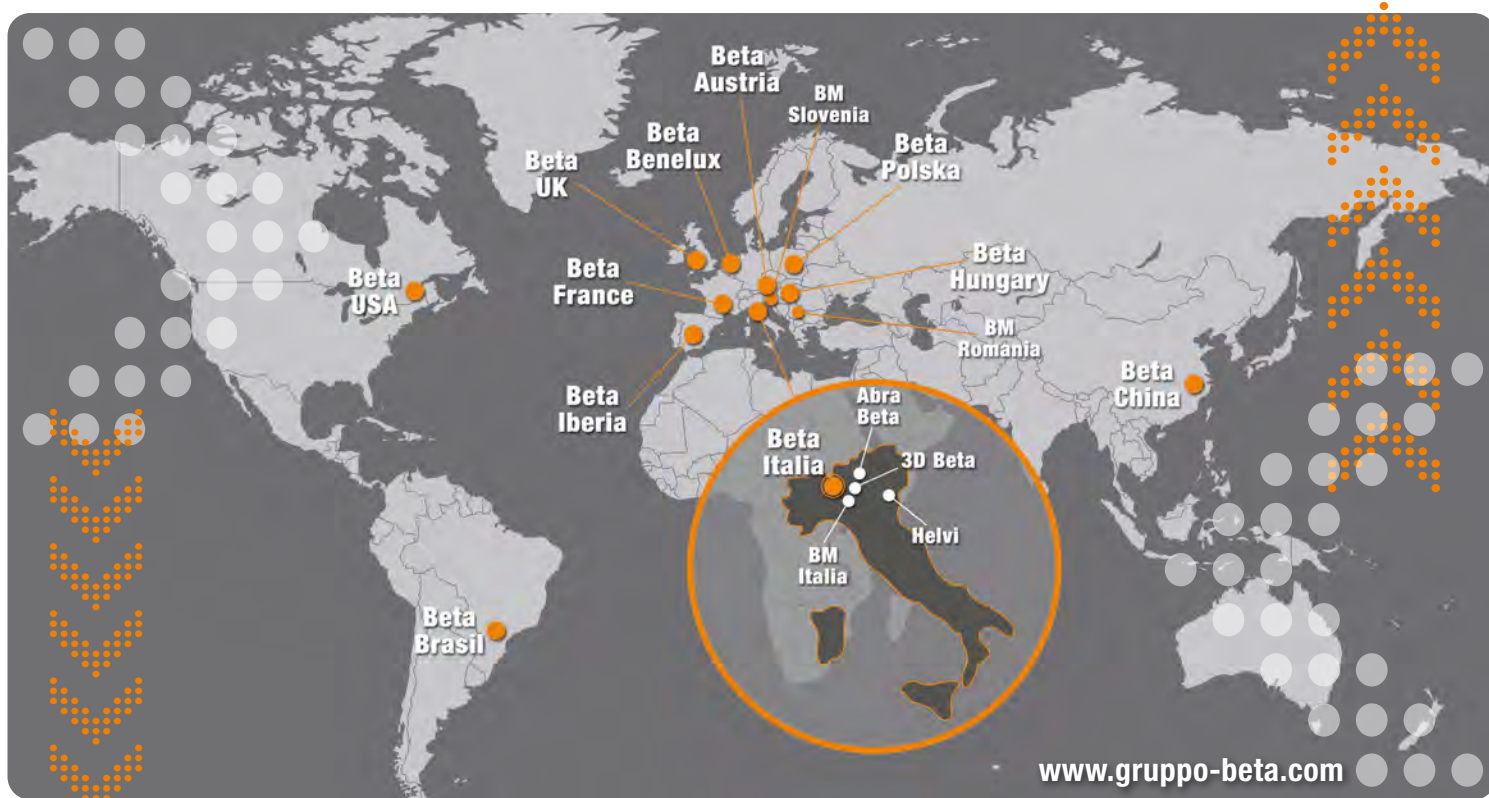 Beta
Austria
BM
Slovenia
Beta
Benelux
Beta
Polska
Beta
UK
Beta
Hungary
Beta
France
Beta
USA
BM
Romania
Beta
China
Beta
Iberia
Abra
Beta
Beta
Italia
3D Beta
Helvi
BM
Italia
Beta
Brasil
www.gruppo-beta.com